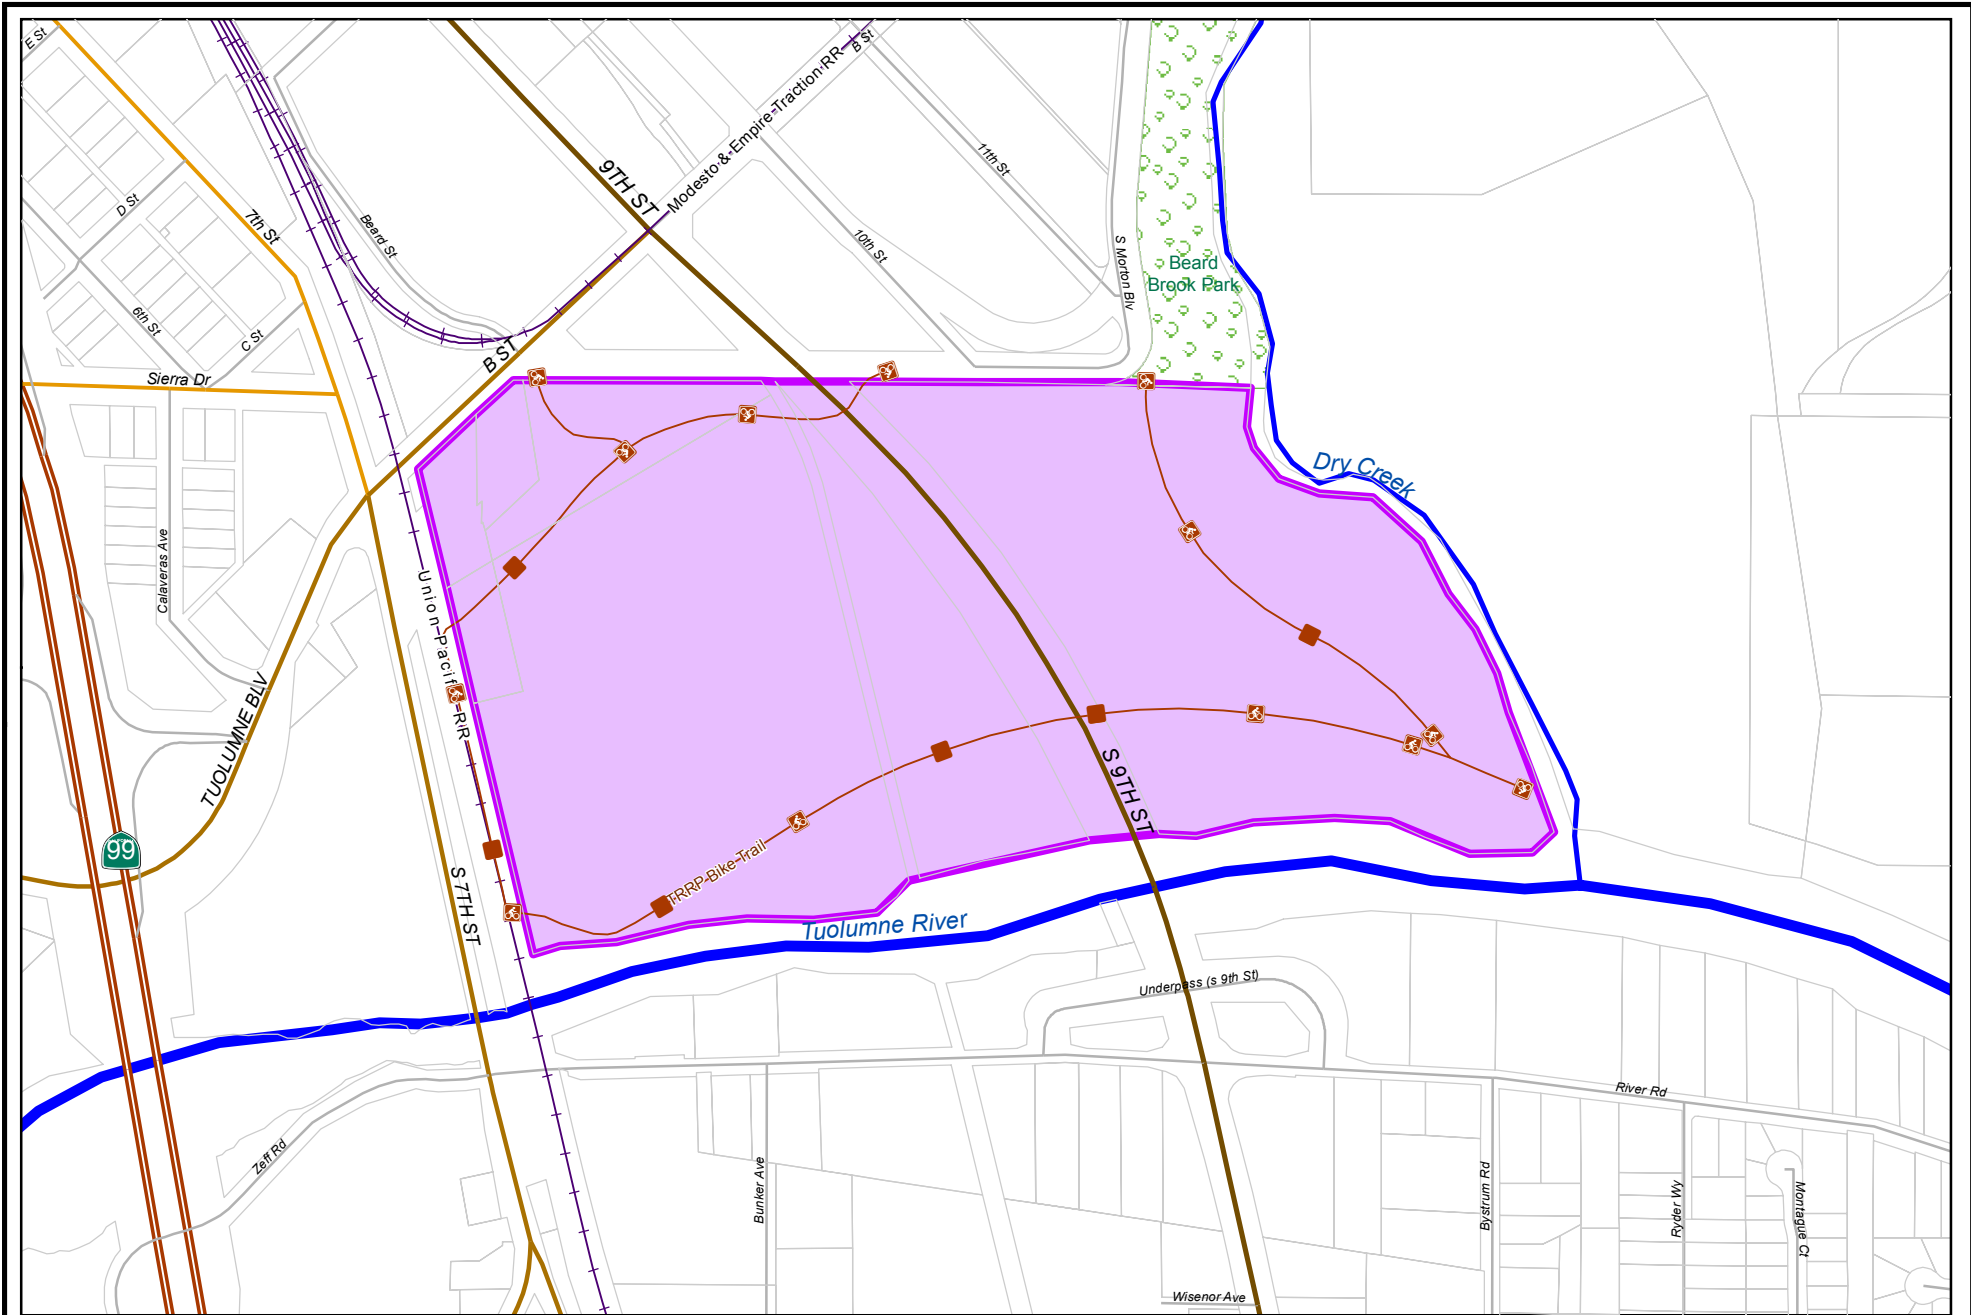 E St
B St
Modesto & Empire Traction RR
9TH ST
11th St
D St
7th St
Beard St
10th St
S Morton Blv
Beard
Brook Park
6th St
C St
B ST
Sierra Dr
Dry Creek
Calaveras Ave
Union Pacific RR
TUOLUMNE BLV
S 9TH ST
99
TRRP Bike Trail
S 7TH ST
Tuolumne River
Underpass (s 9th St)
River Rd
Zeff Rd
Bunker Ave
Bystrum Rd
Ryder Wy
Montague Ct
Wisenor Ave